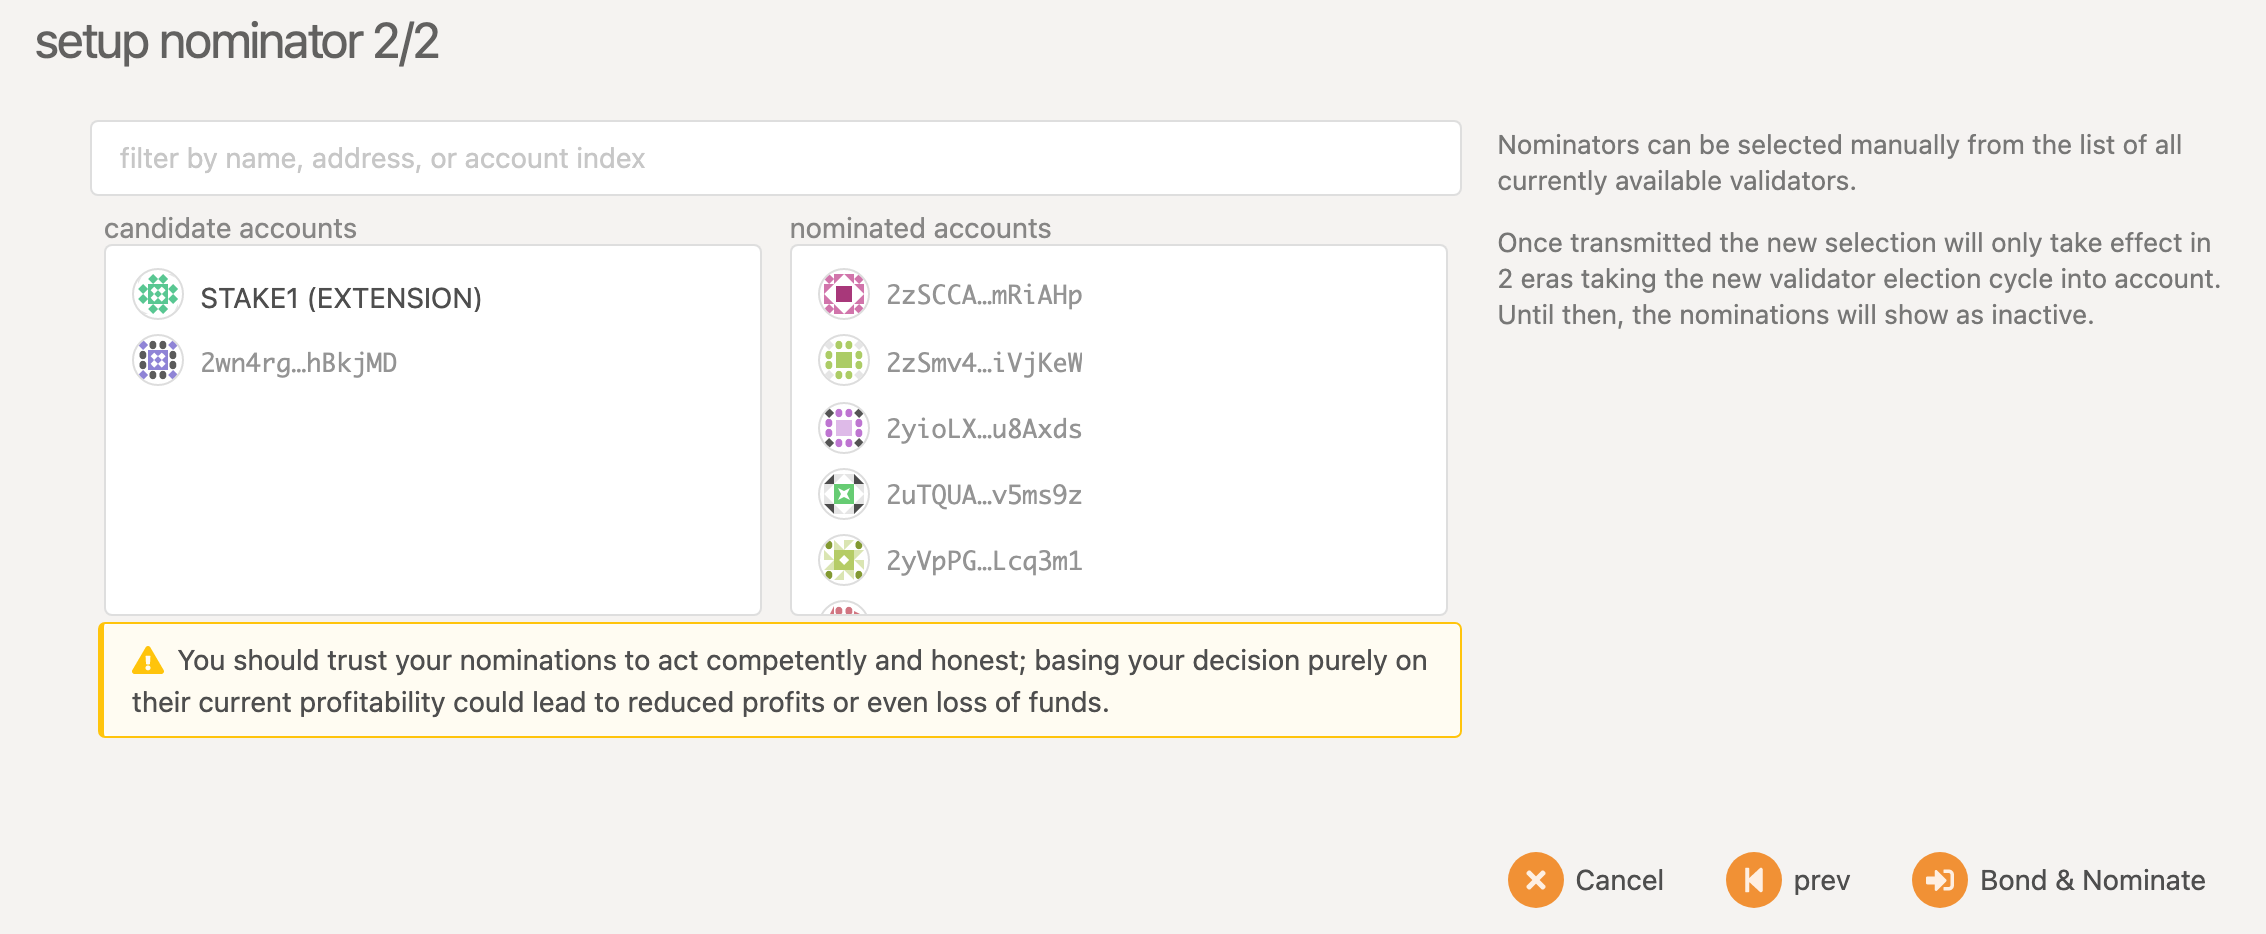 setup nominator 2/2
filter by name, address, or account index
Nominators can be selected manually from the list of all
currently available validators.
Once transmitted the new selection will only take effect in
2 eras taking the new validator election cycle into account.
Until then, the nominations will show as inactive.
candidate accounts
STAKE1 (EXTENSION)
2wn4rg…hBkjMD
nominated accounts
2zSCCA…mRiAHp
2zSmv4…iVjKeW
2yioLX…u8Axds
2uTQUA…v5ms9z
2yVpPG…Lcq3m1
You should trust your nominations to act competently and honest; basing your decision purely on
their current profitability could lead to reduced profits or even loss of funds.
Cancel
prev
Bond & Nominate